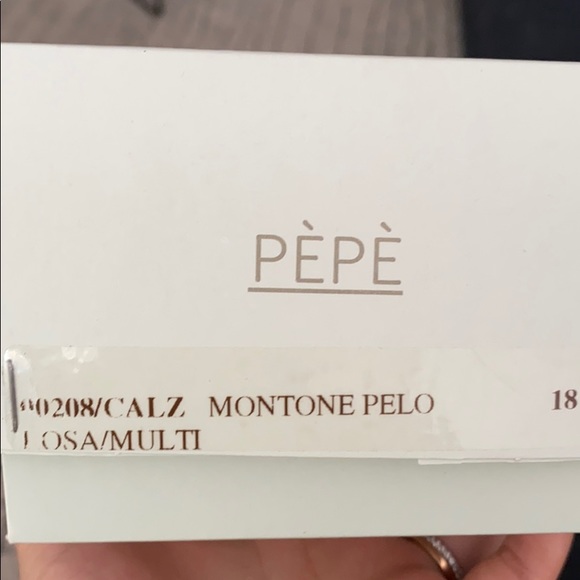 PÈPÈ
0208/CALZ MONTONE PELO 18
OSA/MULTI